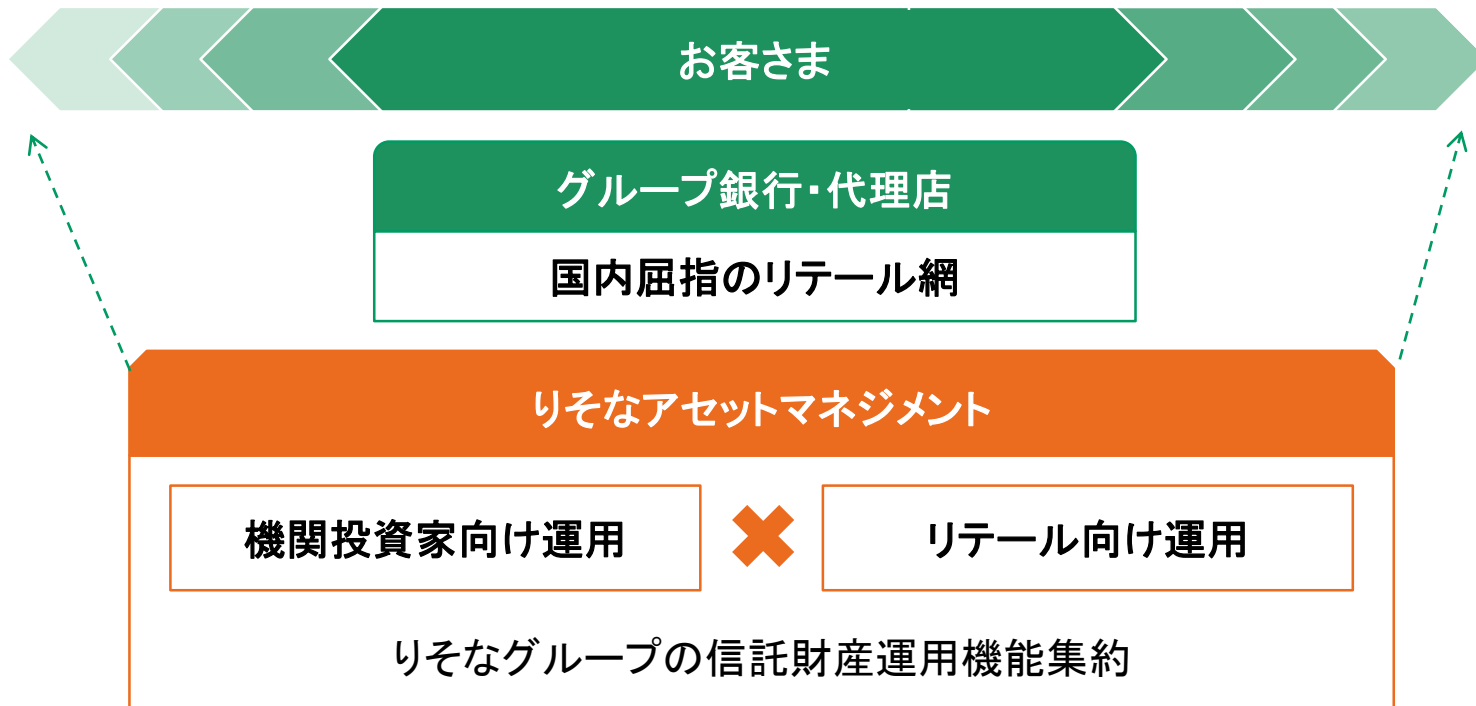 お客さま
グループ銀行・代理店
国内屈指のリテール網
りそなアセットマネジメント
機関投資家向け運用
リテール向け運用
りそなグループの信託財産運用機能集約